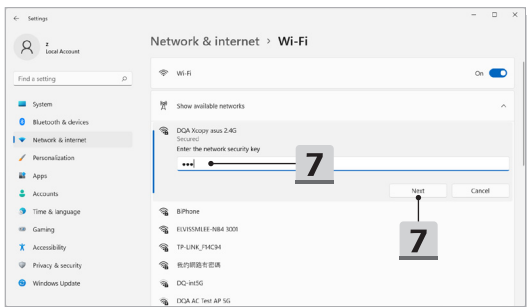 Settings
z
Local Account
Find a setting
System
Bluetooth & devices
Network & internet
Personalization
Apps
Accounts
Time & language
Gaming
Accessibility
Privacy & security
Windows Update
Network & internet > Wi-Fi
Wi-Fi
On
Show available networks
DQA Xcopy asus 2.4G
Secured
Enter the network security key
•••
7
Next
Cancel
7
BiPhone
ELVISSMLEE-NB4 3001
TP-LINK_F14C94
我的網路有密碼
DQ-int5G
DQA AC Test AP 5G